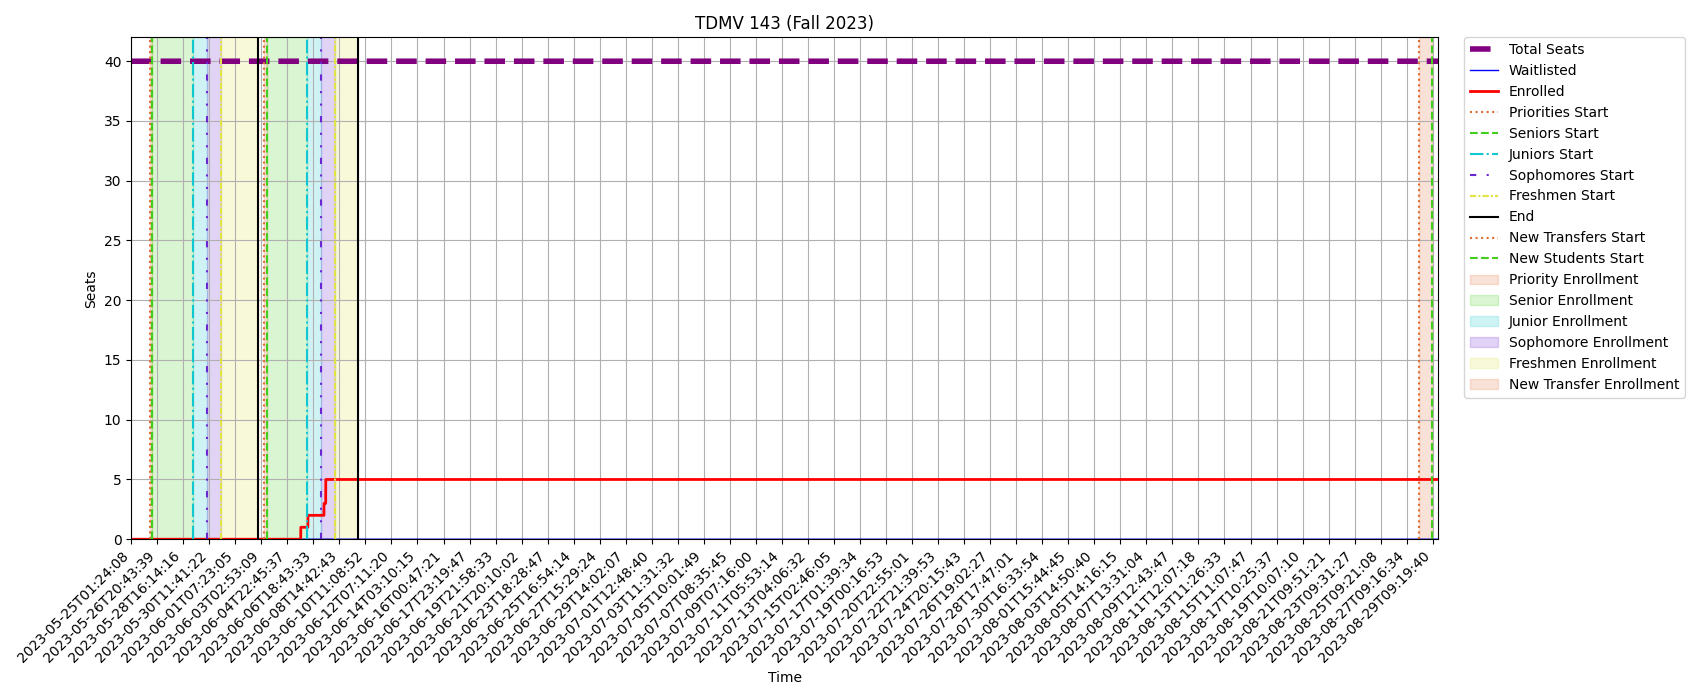 TDMV 143 (Fall 2023)
Seats
40
35
30
25
20
15
10
5
0
2023-05-25T01:24:08
2023-05-26T20:43:39
2023-05-28T16:14:16
2023-05-30T11:41:22
2023-06-01T07:23:05
2023-06-03T02:53:09
2023-06-04T22:45:37
2023-06-06T18:43:33
2023-06-08T14:42:43
2023-06-10T11:08:52
2023-06-12T07:11:20
2023-06-14T03:10:15
2023-06-16T00:47:21
2023-06-17T23:19:47
2023-06-19T21:58:33
2023-06-21T20:10:02
2023-06-23T18:28:47
2023-06-25T16:54:14
2023-06-27T15:29:24
2023-06-29T14:02:07
2023-07-01T12:48:40
2023-07-03T11:31:32
2023-07-05T10:01:49
2023-07-07T08:35:45
2023-07-09T07:16:00
2023-07-11T05:53:14
2023-07-13T04:06:32
2023-07-15T02:46:05
2023-07-17T01:39:34
2023-07-19T00:16:53
2023-07-20T22:55:01
2023-07-22T21:39:53
2023-07-24T20:15:43
2023-07-26T19:02:27
2023-07-28T17:47:01
2023-07-30T16:33:54
2023-08-01T15:44:45
2023-08-03T14:50:40
2023-08-05T14:16:15
2023-08-07T13:31:04
2023-08-09T12:43:47
2023-08-11T12:07:18
2023-08-13T11:26:33
2023-08-15T11:07:47
2023-08-17T10:25:37
2023-08-19T10:07:10
2023-08-21T09:51:21
2023-08-23T09:31:27
2023-08-25T09:21:08
2023-08-27T09:16:34
2023-08-29T09:19:40
Time
Total Seats
Waitlisted
Enrolled
Priorities Start
Seniors Start
Juniors Start
Sophomores Start
Freshmen Start
End
New Transfers Start
New Students Start
Priority Enrollment
Senior Enrollment
Junior Enrollment
Sophomore Enrollment
Freshmen Enrollment
New Transfer Enrollment